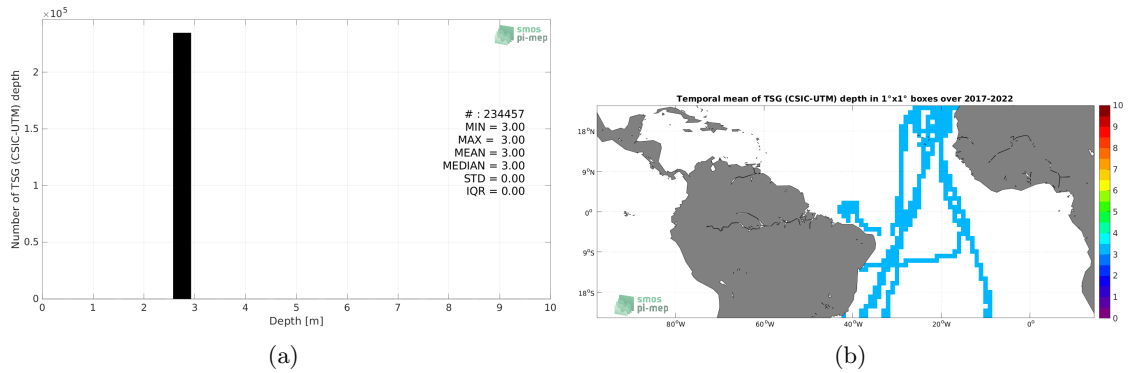 ×10⁵
smos
pi-mep
2
1.5
1
0.5
0
Number of TSG (CSIC-UTM) depth
# : 234457
MIN = 3.00
MAX = 3.00
MEAN = 3.00
MEDIAN = 3.00
STD = 0.00
IQR = 0.00
0 1 2 3 4 5 6 7 8 9 10
Depth [m]
(a)
Temporal mean of TSG (CSIC-UTM) depth in 1°x1° boxes over 2017-2022
18°N
9°N
0°
9°S
18°S
80°W 60°W 40°W 20°W 0°
smos
pi-mep
10
9
8
7
6
5
4
3
2
1
0
(b)